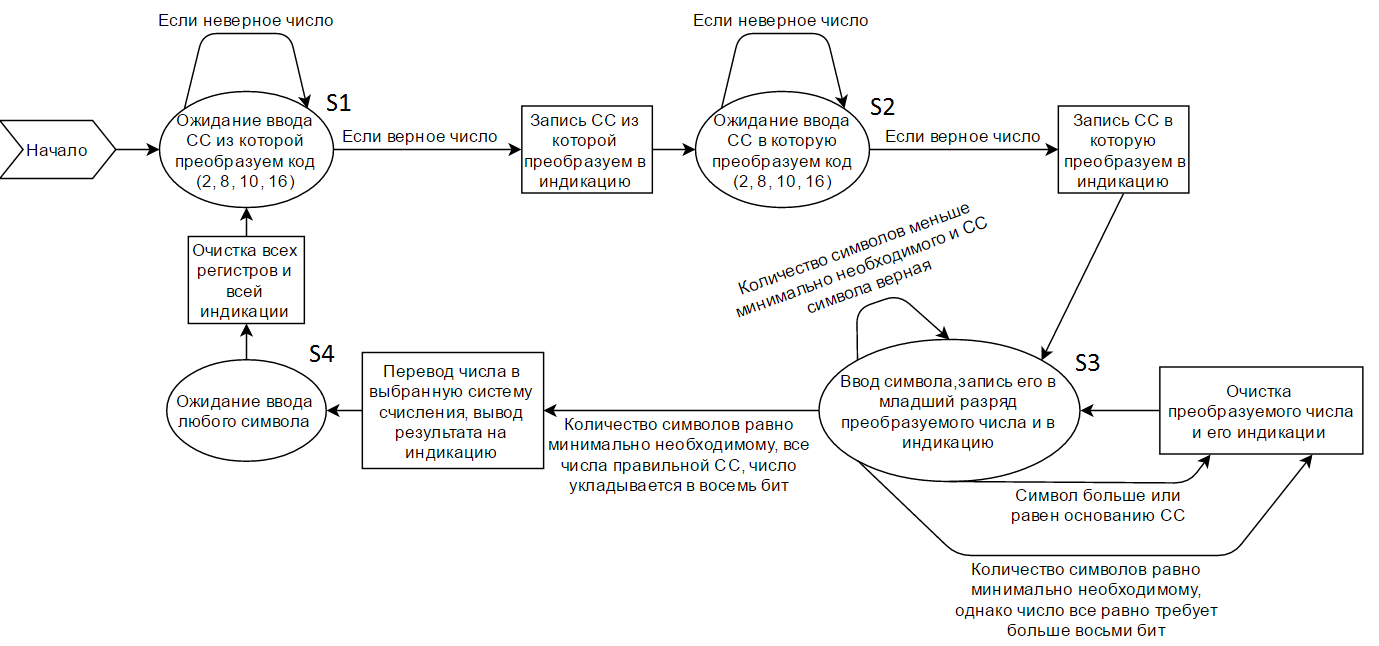 Если неверное число
Если неверное число
S1
S2
Начало
Ожидание ввода
СС из которой
преобразуем код
(2, 8, 10, 16)
Если верное число
Запись СС из
которой
преобразуем в
индикацию
Ожидание ввода
СС в которую
преобразуем код
(2, 8, 10, 16)
Если верное число
Запись СС в
которую
преобразуем в
индикацию
Количество символов меньше
минимально необходимого и СС
символа верная
Очистка всех
регистров и
всей
индикации
S4
Ожидание ввода
любого символа
Перевод числа в
выбранную систему
счисления, вывод
результата на
индикацию
Количество символов равно
минимально необходимому, все
числа правильной СС, число
укладывается в восемь бит
S3
Ввод символа,запись его в
младший разряд
преобразуемого числа и в
индикацию
Очистка
преобразуемого числа
и его индикации
Символ больше или
равен основанию СС
Количество символов равно
минимально необходимому,
однако число все равно требует
больше восьми бит